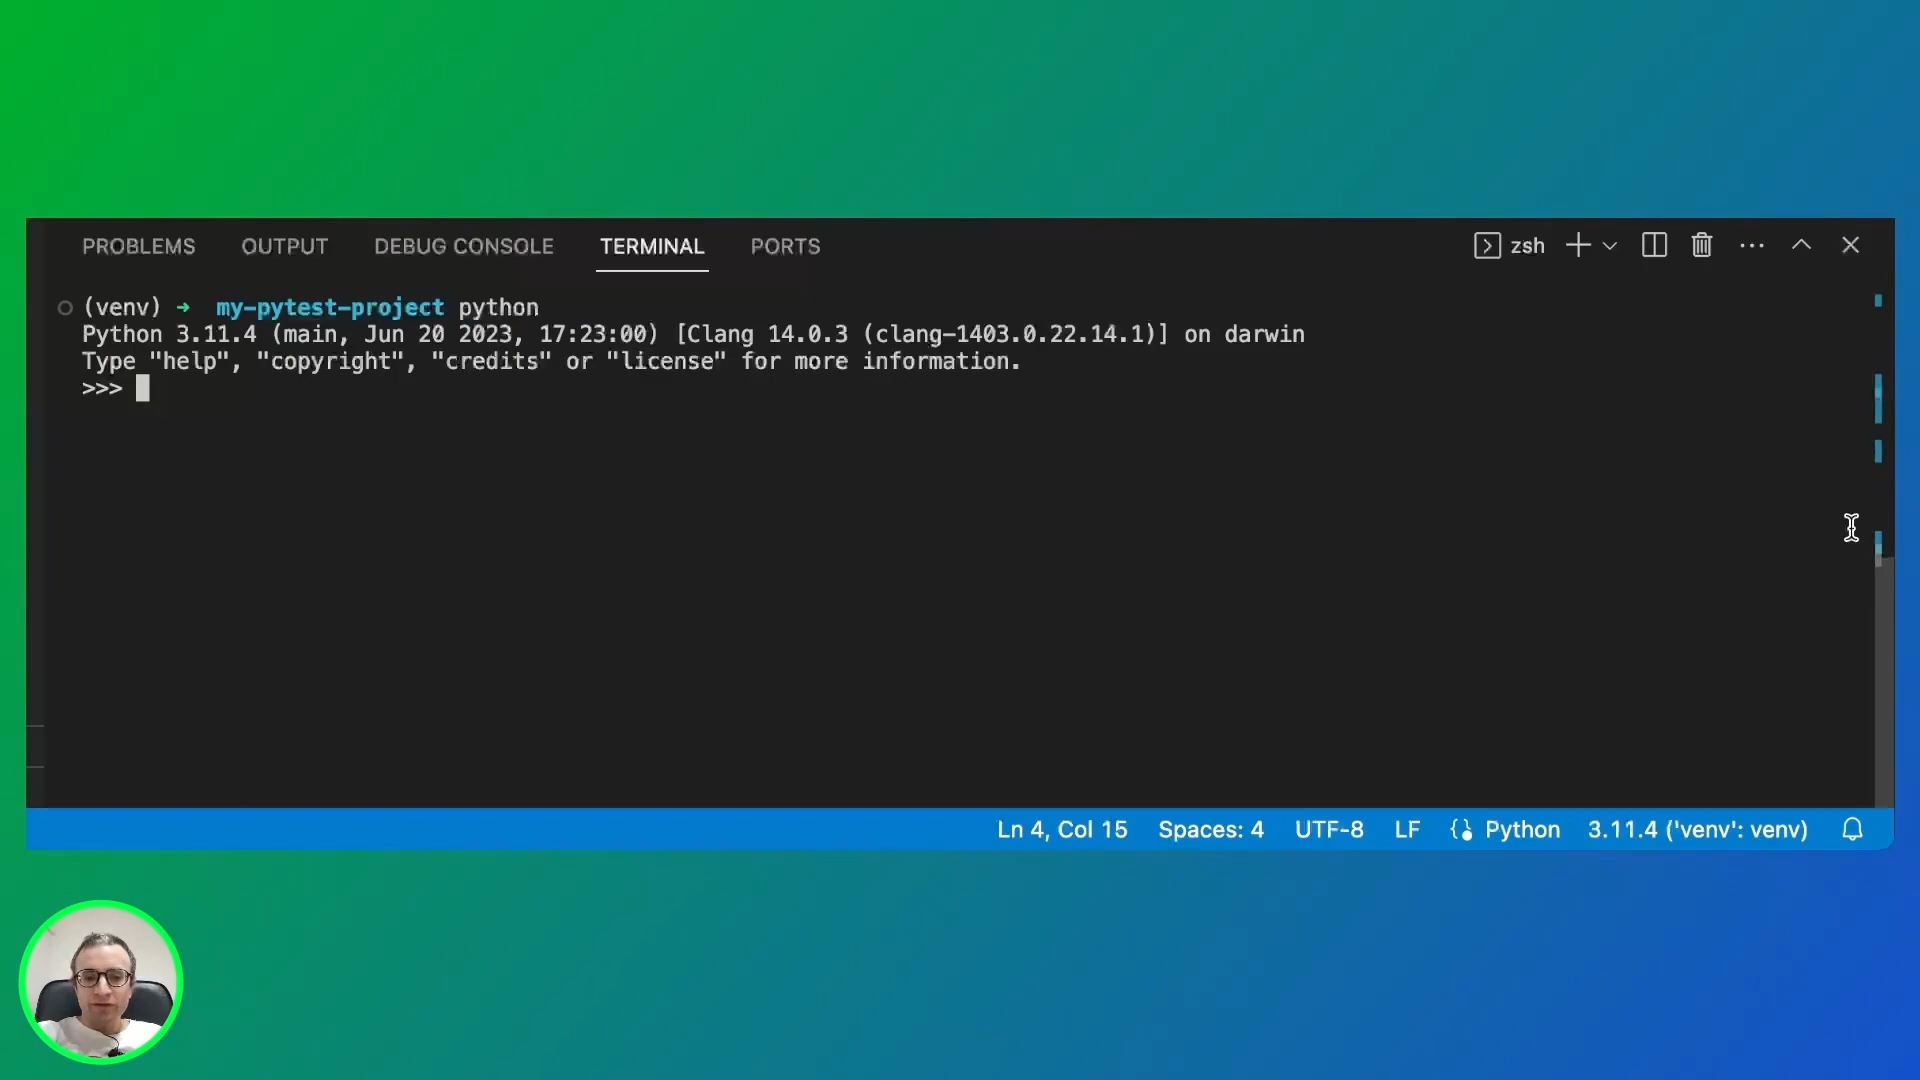 PROBLEMS OUTPUT DEBUG CONSOLE TERMINAL PORTS zsh
(venv) → my-pytest-project python
Python 3.11.4 (main, Jun 20 2023, 17:23:00) [Clang 14.0.3 (clang-1403.0.22.14.1)] on darwin
Type "help", "copyright", "credits" or "license" for more information.
>>>
Ln 4, Col 15 Spaces: 4 UTF-8 LF Python 3.11.4 ('venv': venv)